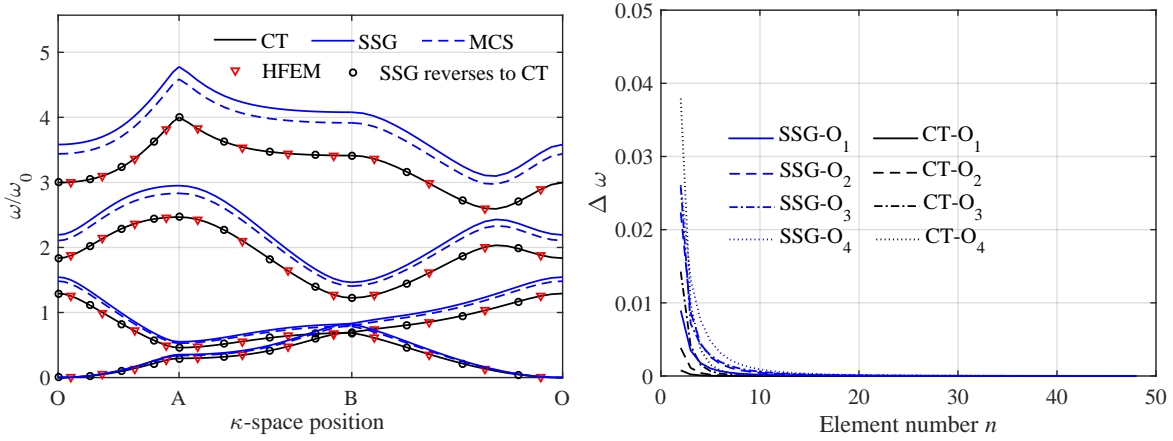 CT SSG MCS
HFEM SSG reverses to CT
ω/ω0
5
4
3
2
1
0
O A B O
κ-space position
0.05
0.04
0.03
0.02
0.01
0
Δ ω
SSG-O1 CT-O1
SSG-O2 CT-O2
SSG-O3 CT-O3
SSG-O4 CT-O4
0 10 20 30 40 50
Element number n